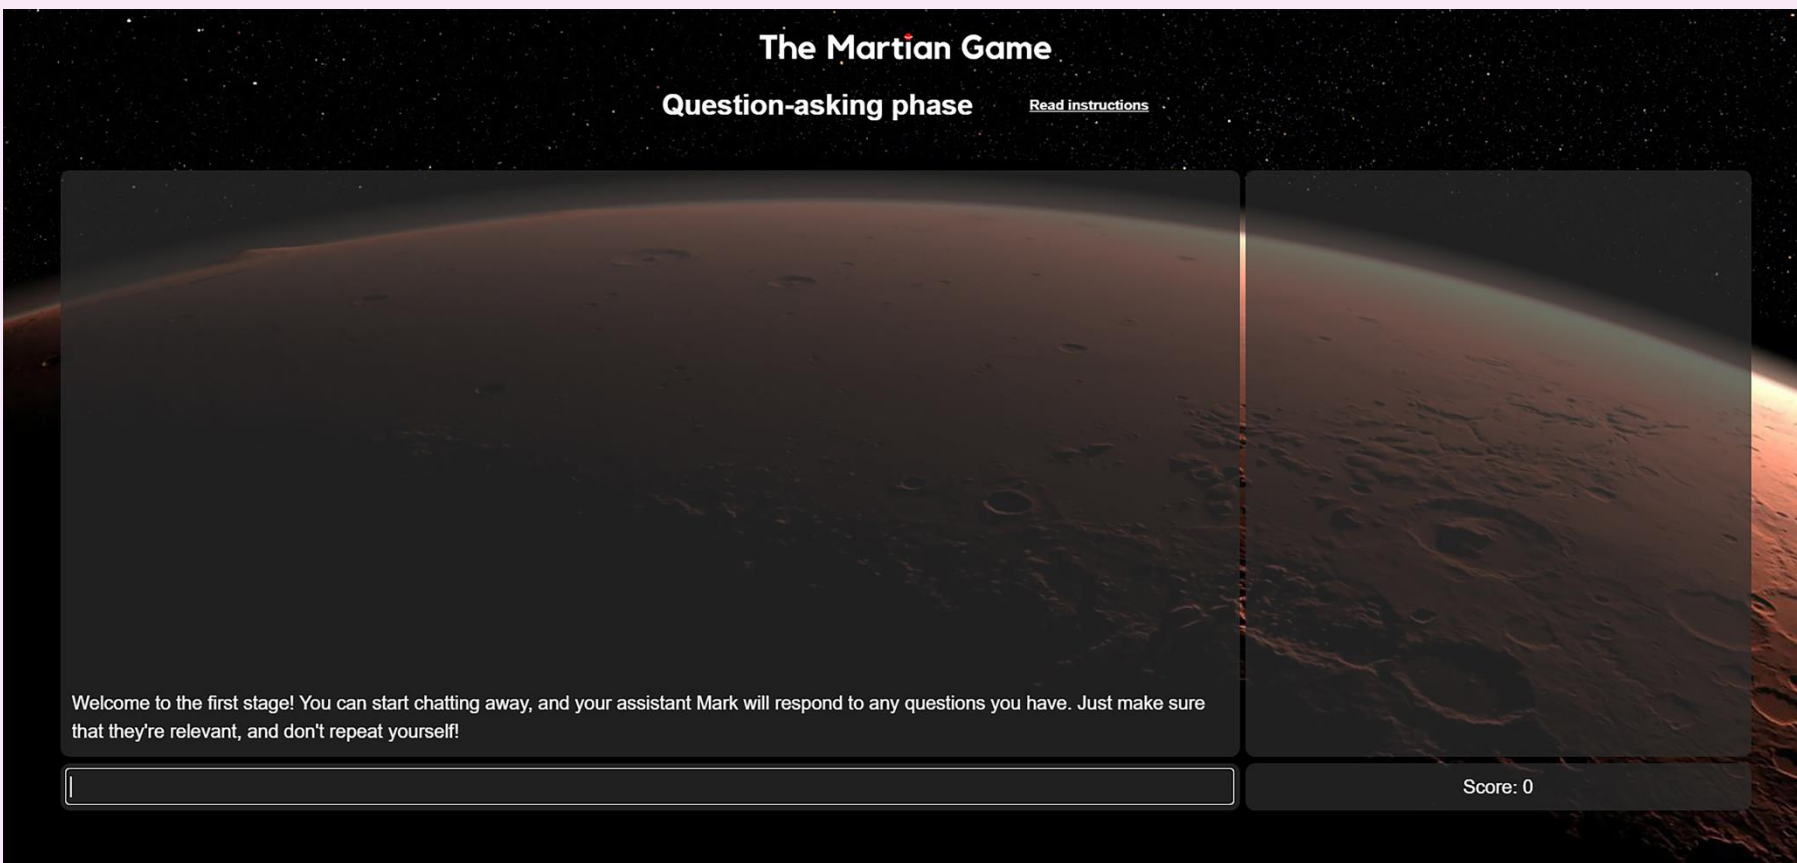 The Martian Game
Question-asking phase
Read instructions
Welcome to the first stage! You can start chatting away, and your assistant Mark will respond to any questions you have. Just make sure
that they're relevant, and don't repeat yourself!
Score: 0